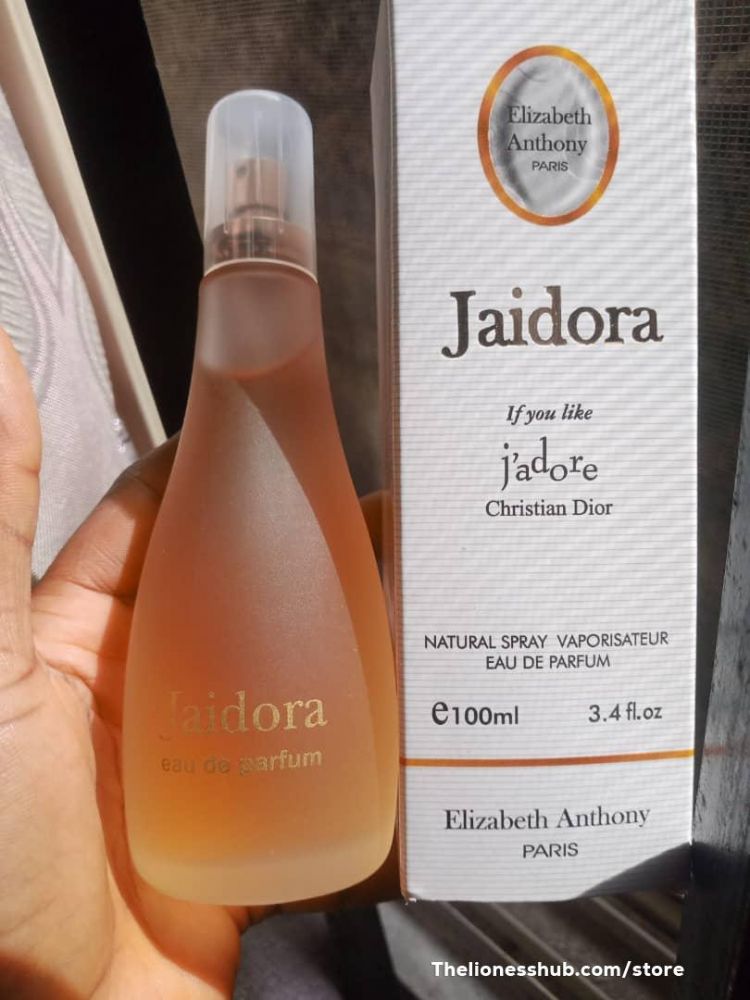 Elizabeth
Anthony
PARIS
Jaidora
If you like
j'adore
Christian Dior
NATURAL SPRAY VAPORISATEUR
EAU DE PARFUM
e100ml 3.4 fl.oz
Elizabeth Anthony
PARIS
Jaidora
eau de parfum
Thelionesshub.com/store